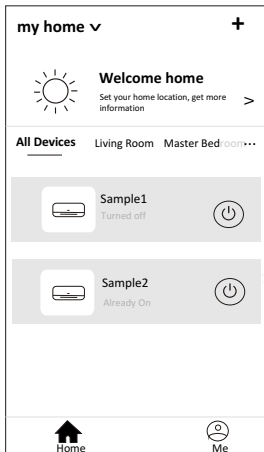 my home
Welcome home
Set your home location, get more
information
All Devices Living Room Master Bedroom...
Sample1
Turned off
Sample2
Already On
Home Me